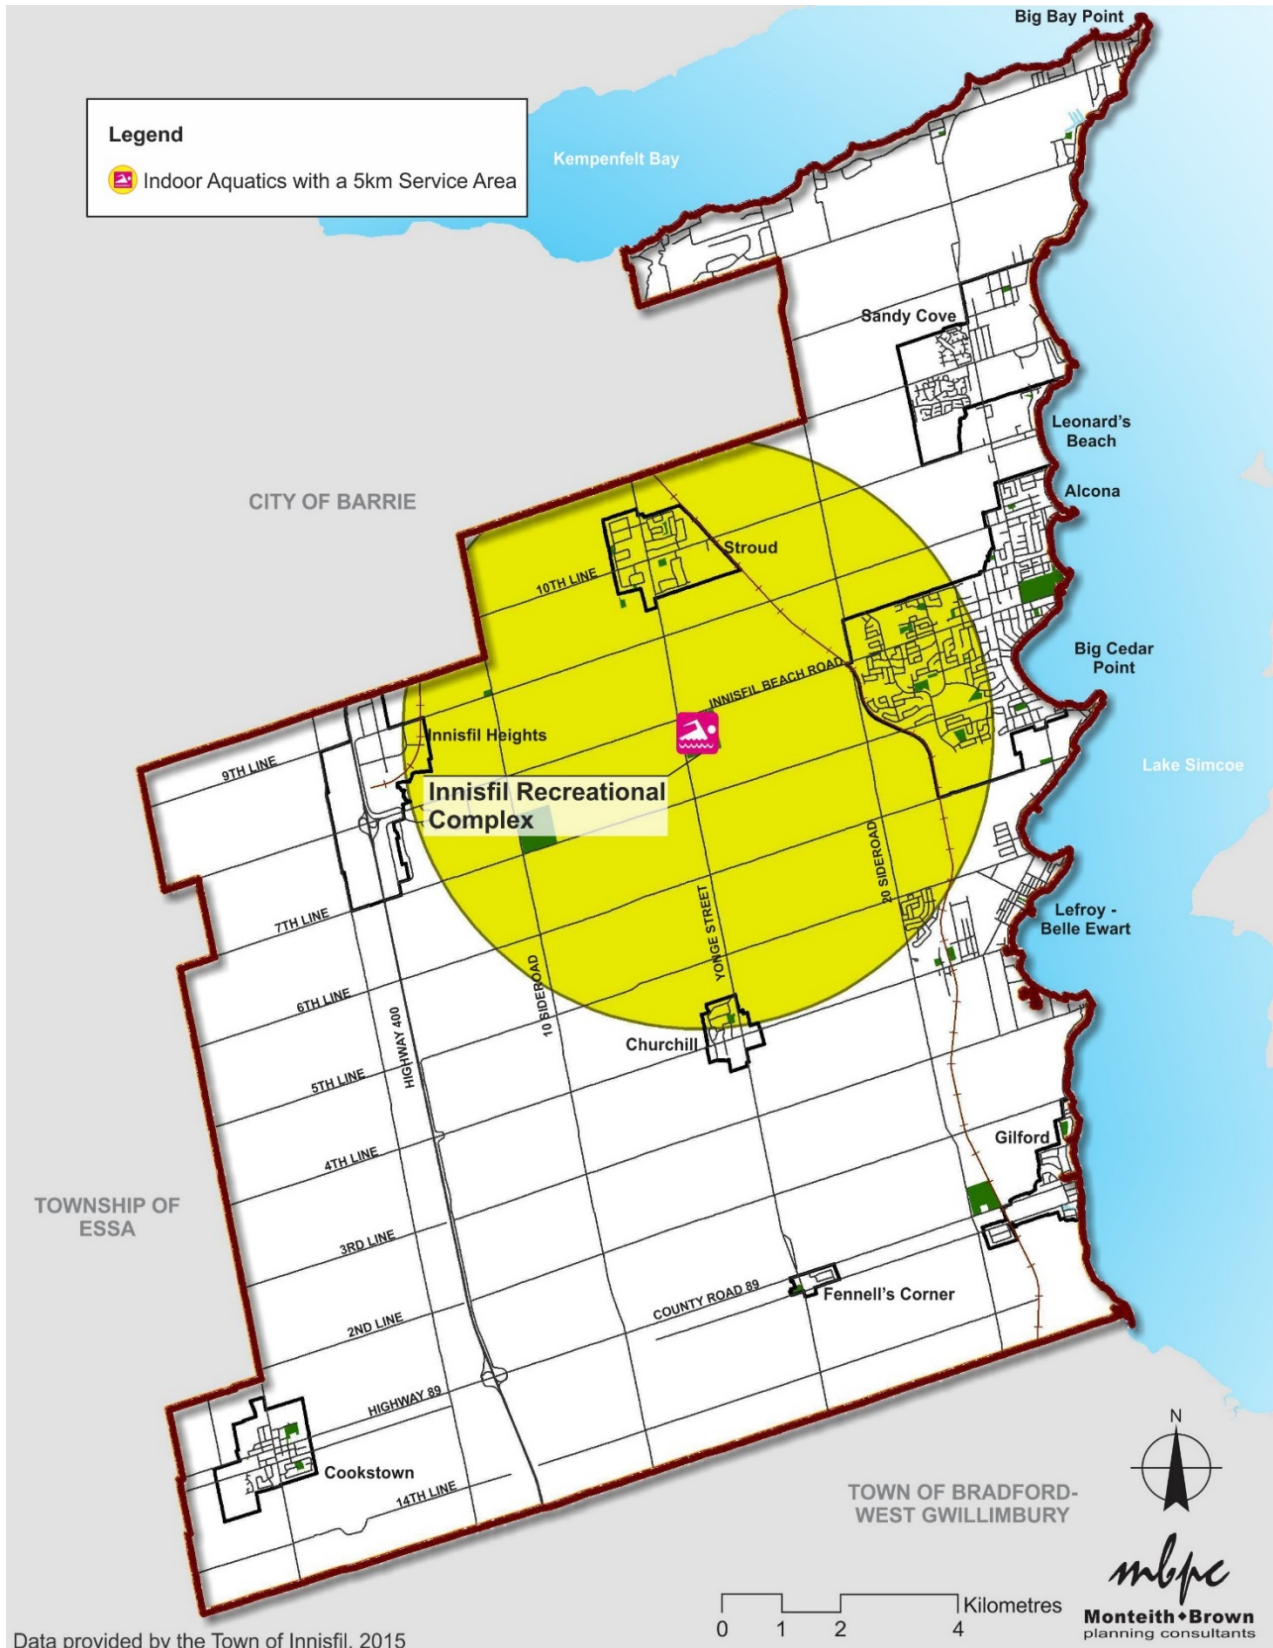 Big Bay Point
Legend
Indoor Aquatics with a 5km Service Area
Kempenfelt Bay
Sandy Cove
Leonard's
Beach
CITY OF BARRIE
Alcona
Stroud
10TH LINE
Big Cedar
Point
INNISFIL BEACH ROAD
Innisfil Heights
9TH LINE
Lake Simcoe
Innisfil Recreational
Complex
20 SIDEROAD
YONGE STREET
7TH LINE
Lefroy -
Belle Ewart
6TH LINE
10 SIDEROAD
HIGHWAY 400
Churchill
5TH LINE
4TH LINE
Gilford
TOWNSHIP OF
ESSA
3RD LINE
COUNTY ROAD 89
Fennell's Corner
2ND LINE
HIGHWAY 89
N
Cookstown
14TH LINE
TOWN OF BRADFORD-
WEST GWILLIMBURY
mbpc
Kilometres
0 1 2 4
Monteith♦Brown
planning consultants
Data provided by the Town of Innisfil, 2015